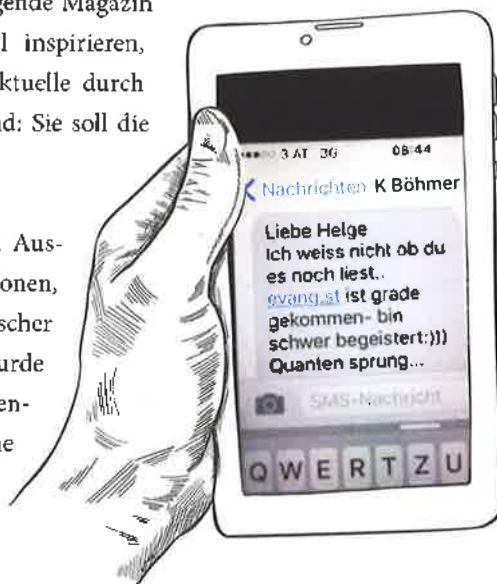 gende Magazin
l inspirieren,
ktuelle durch
d: Sie soll die
Aus-
onen,
scher
urde
en-
ne
3 AT 3G 08:44
Nachrichten K Böhmer
Liebe Helge
Ich weiss nicht ob du
es noch liest..
evang.st ist grade
gekommen- bin
schwer begeistert:)))
Quanten sprung...
SMS-Nachricht
Q W E R T Z U